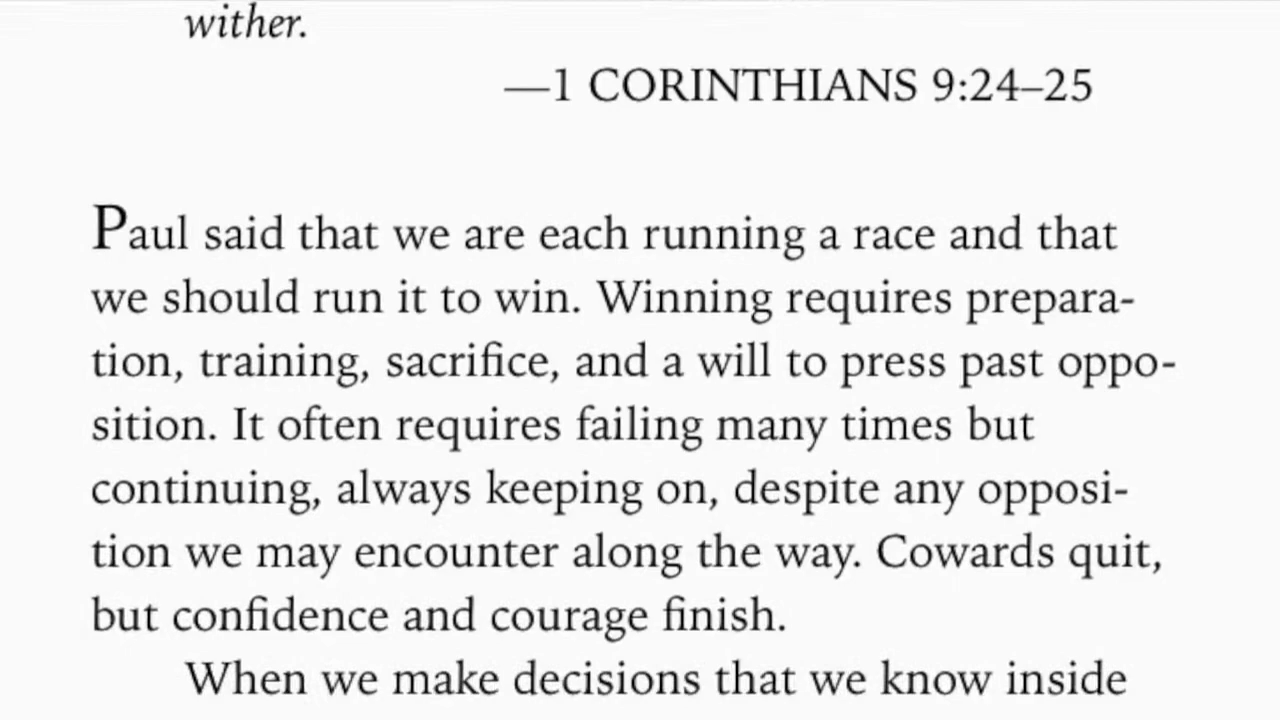 wither.
—1 CORINTHIANS 9:24–25
Paul said that we are each running a race and that
we should run it to win. Winning requires prepara-
tion, training, sacrifice, and a will to press past oppo-
sition. It often requires failing many times but
continuing, always keeping on, despite any opposi-
tion we may encounter along the way. Cowards quit,
but confidence and courage finish.
When we make decisions that we know inside